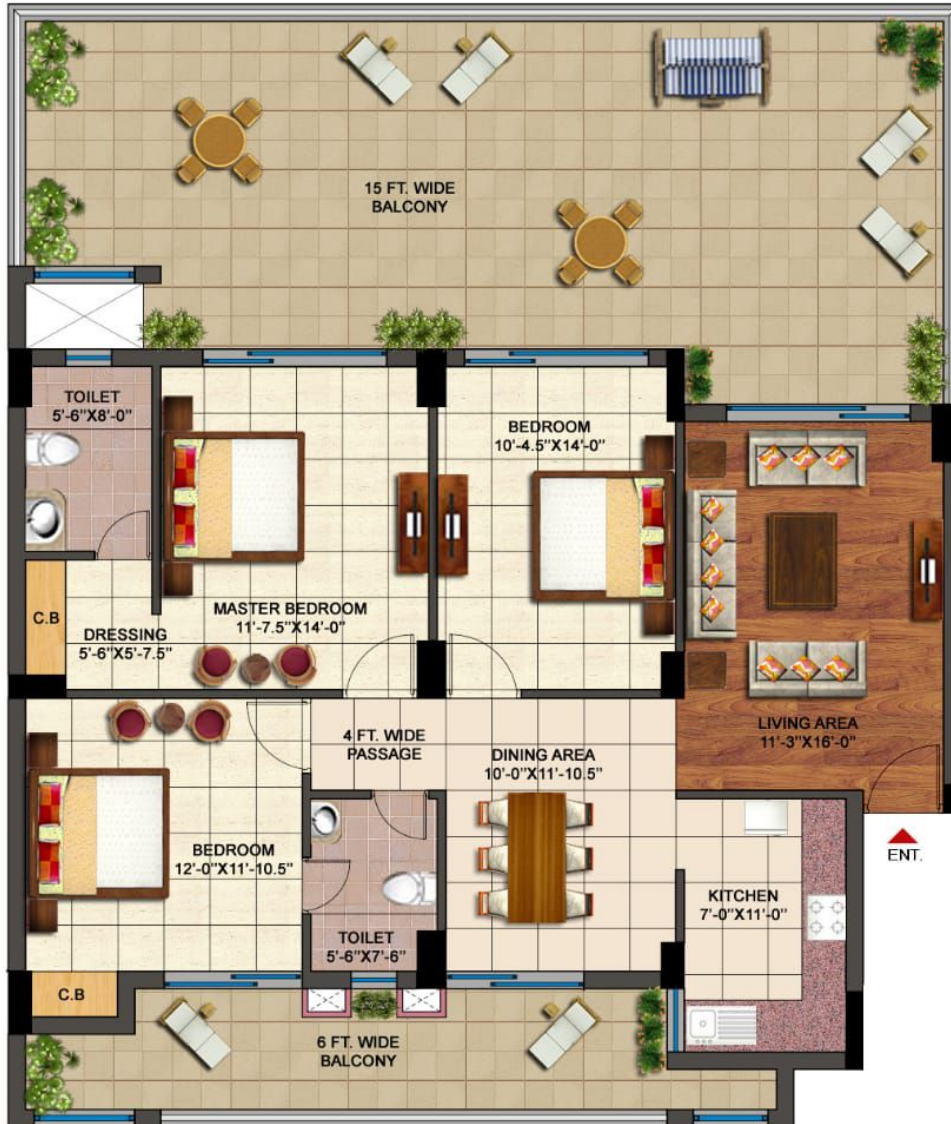 15 FT. WIDE
BALCONY
TOILET
5'-6"X8'-0"
BEDROOM
10'-4.5"X14'-0"
C.B
DRESSING
5'-6"X5'-7.5"
MASTER BEDROOM
11'-7.5"X14'-0"
LIVING AREA
11'-3"X16'-0"
4 FT. WIDE
PASSAGE
DINING AREA
10'-0"X11'-10.5"
BEDROOM
12'-0"X11'-10.5"
ENT.
KITCHEN
7'-0"X11'-0"
TOILET
5'-6"X7'-6"
C.B
6 FT. WIDE
BALCONY